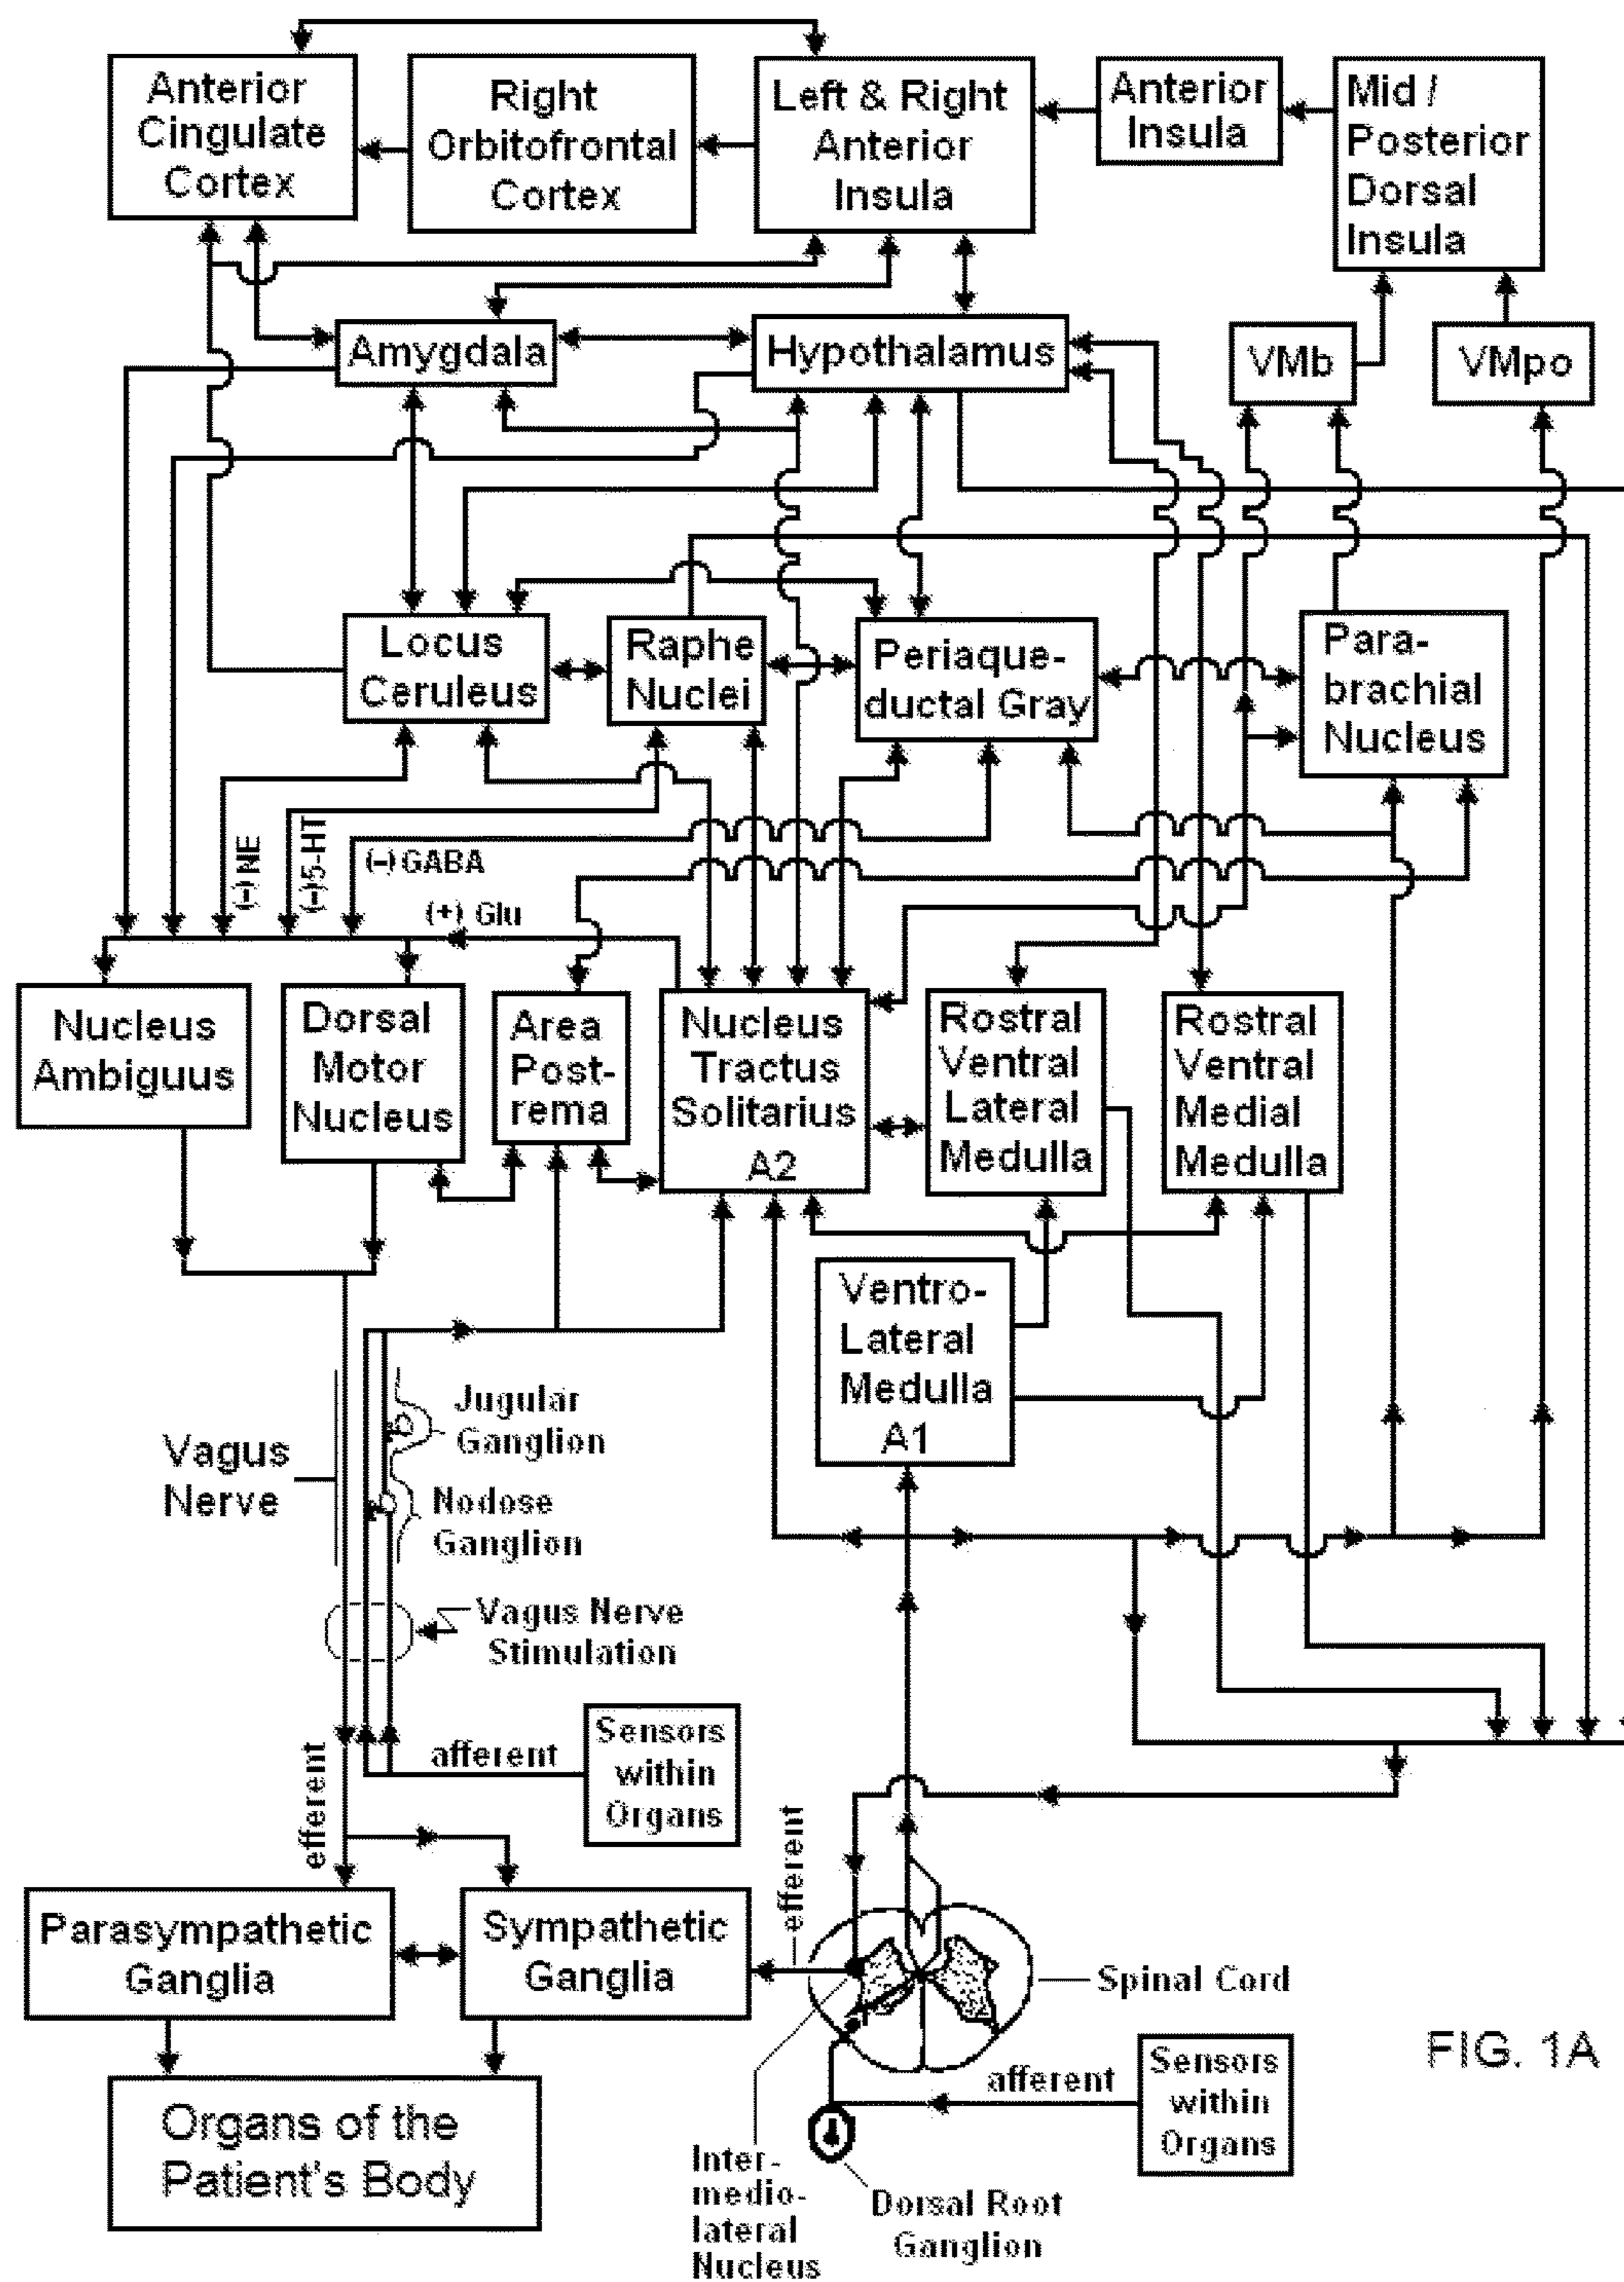 Anterior
Cingulate
Cortex
Right
Orbitofrontal
Cortex
Left & Right
Anterior
Insula
Anterior
Insula
Mid /
Posterior
Dorsal
Insula
Amygdala
Hypothalamus
VMb
VMpo
Locus
Ceruleus
Raphe
Nuclei
Periaque-
ductal Gray
Para-
brachial
Nucleus
(-) NE
(-)5-HT
(-) GABA
(+) Glu
Nucleus
Ambiguus
Dorsal
Motor
Nucleus
Area
Post-
rema
Nucleus
Tractus
Solitarius
A2
Rostral
Ventral
Lateral
Medulla
Rostral
Ventral
Medial
Medulla
Ventro-
Lateral
Medulla
A1
Jugular
Ganglion
Vagus
Nerve
Nodose
Ganglion
Vagus Nerve
Stimulation
Sensors
within
Organs
afferent
efferent
efferent
Parasympathetic
Ganglia
Sympathetic
Ganglia
Spinal Cord
FIG. 1A
Sensors
within
Organs
afferent
Organs of the
Patient's Body
Inter-
medio-
lateral
Nucleus
Dorsal Root
Ganglion